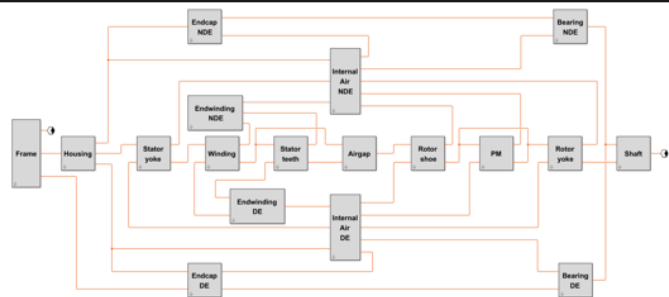 Endcap
NDE
Bearing
NDE
Internal
Air
NDE
Endwinding
NDE
Frame
Housing
Stator
yoke
Winding
Stator
teeth
Airgap
Rotor
shoe
PM
Rotor
yoke
Shaft
Endwinding
DE
Internal
Air
DE
Endcap
DE
Bearing
DE